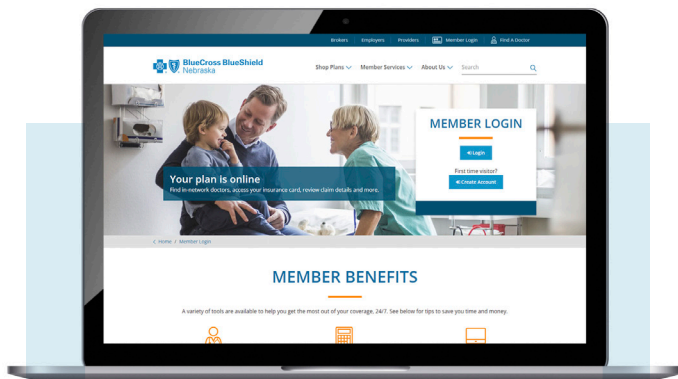 Brokers Employers Providers Member Login Find A Doctor
BlueCross BlueShield
Nebraska
Shop Plans Member Services About Us Search
MEMBER LOGIN
Login
First time visitor?
Create Account
Your plan is online
Find in-network doctors, access your insurance card, review claim details and more.
< Home / Member Login
MEMBER BENEFITS
A variety of tools are available to help you get the most out of your coverage, 24/7. See below for tips to save you time and money.